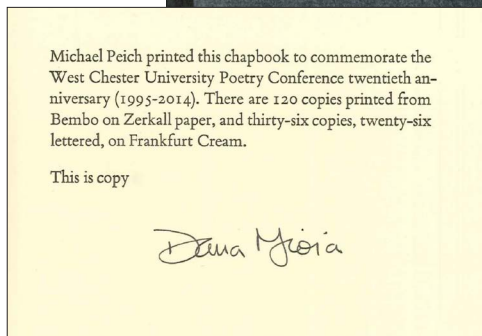 Michael Peich printed this chapbook to commemorate the
West Chester University Poetry Conference twentieth an-
niversary (1995-2014). There are 120 copies printed from
Bembo on Zerkall paper, and thirty-six copies, twenty-six
lettered, on Frankfurt Cream.
This is copy
Dana Gioia